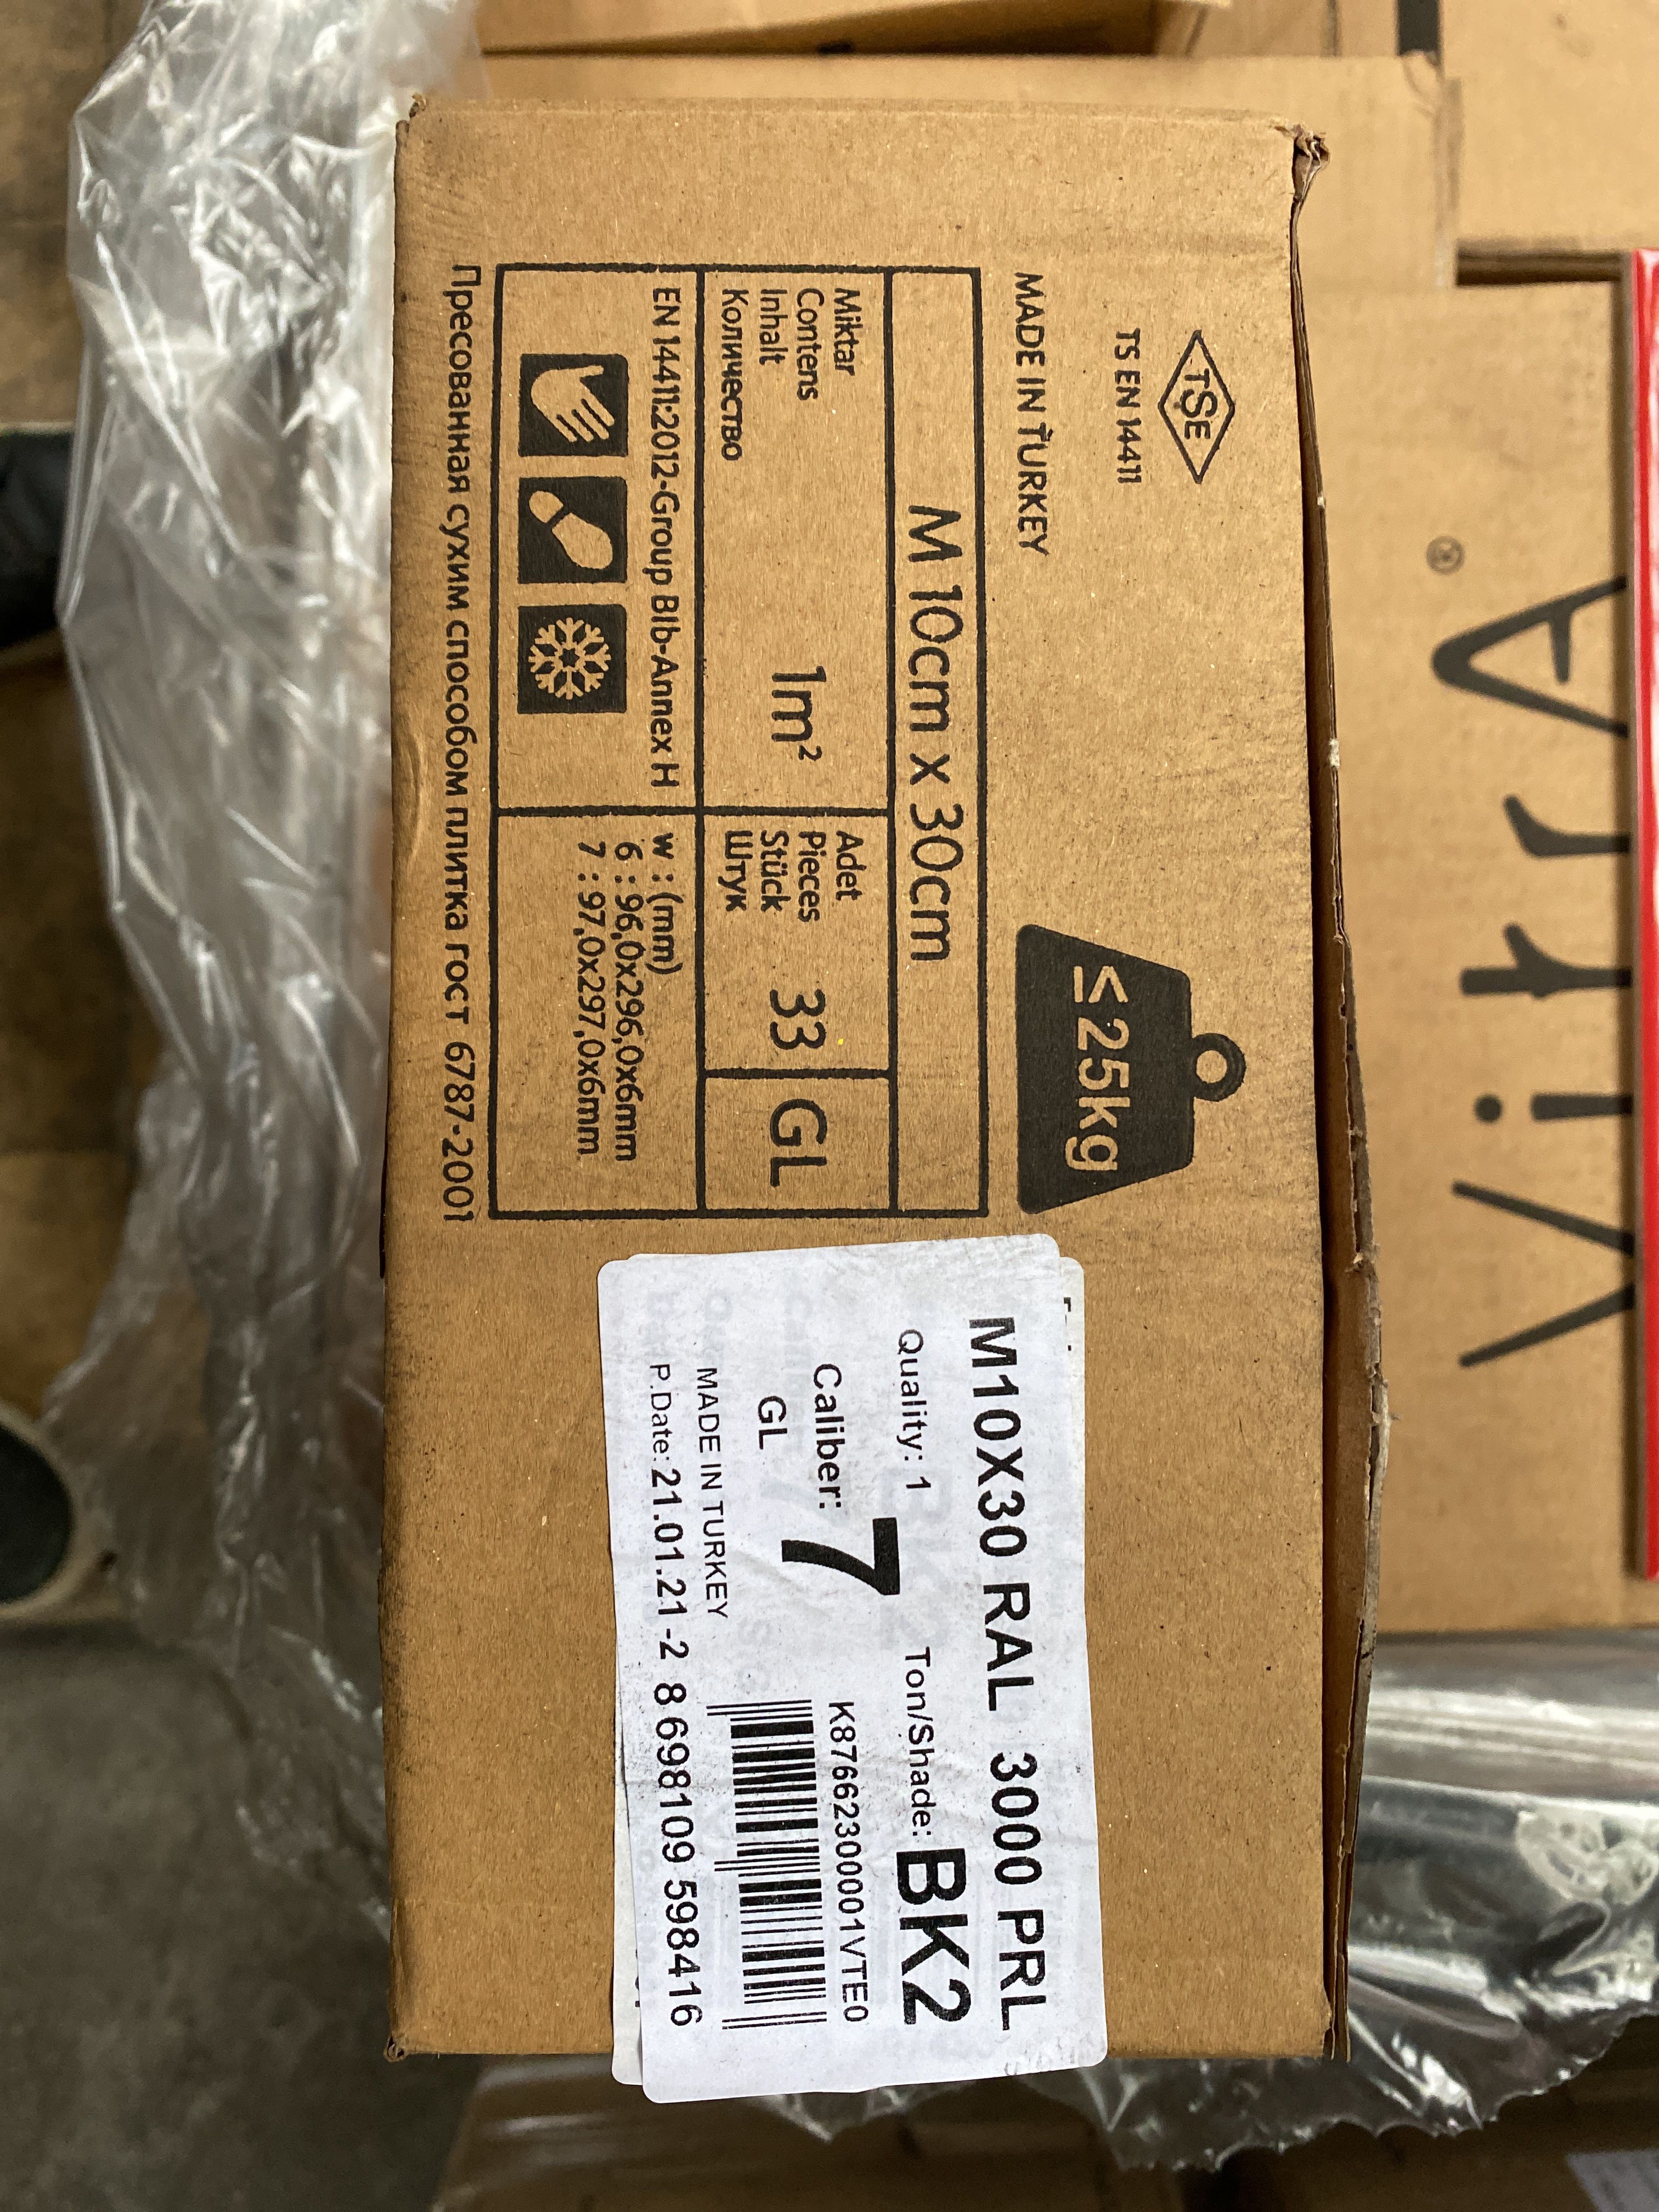 VitrA®
TSE
TS EN 14411
MADE IN TURKEY
≤25kg
M 10cm x 30cm
Miktar
Contens
Inhalt
Количество
1m²
Adet
Pieces
Stück
Штук
33
GL
EN 14411:2012-Group BIb-Annex H
w : (mm)
6 : 96,0x296,0x6mm
7 : 97,0x297,0x6mm
Пресованная сухим способом плитка гост 6787-2001
M10X30 RAL 3000 PRL
Quality: 1 Ton/Shade: BK2
Caliber: 7 K87662300001VTE0
GL
MADE IN TURKEY
P.Date: 21.01.21 -2 8 698109 598416